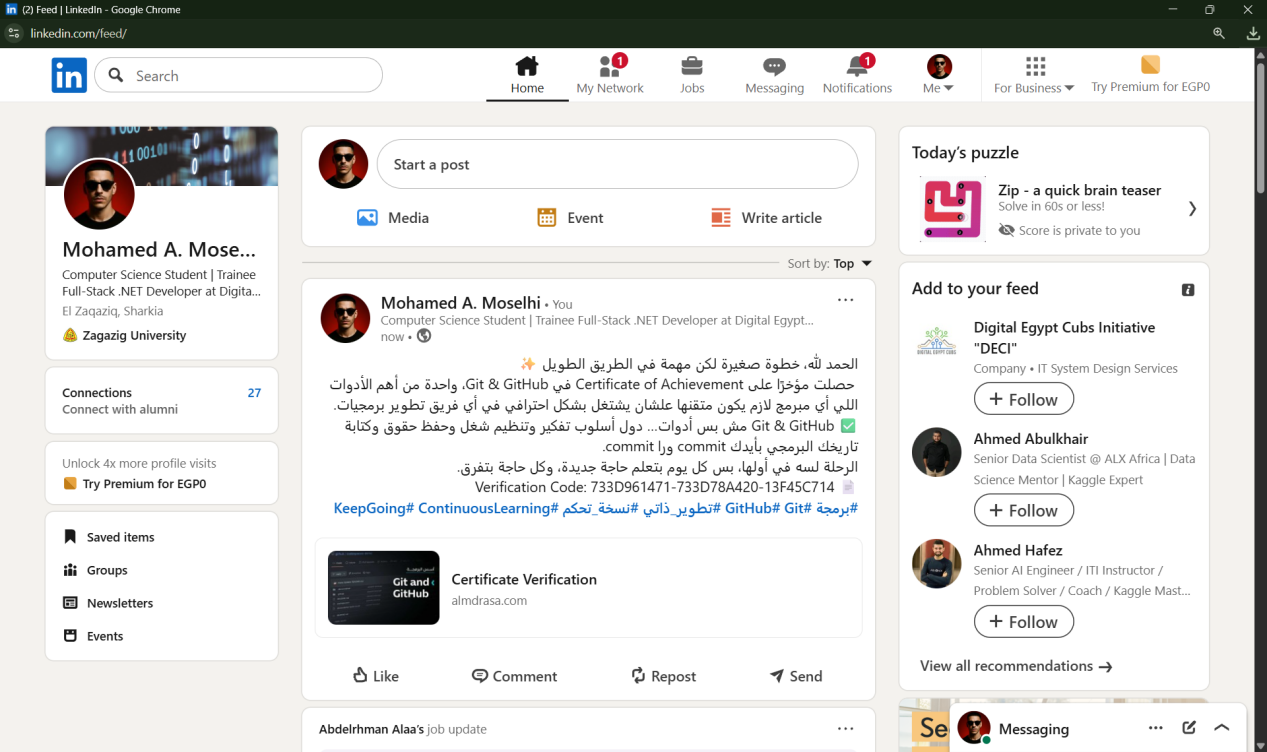 (2) Feed | LinkedIn - Google Chrome
linkedin.com/feed/
in
Search
Home
1
My Network
Jobs
Messaging
1
Notifications
Me
For Business
Try Premium for EGP0
Mohamed A. Mose...
Computer Science Student | Trainee
Full-Stack .NET Developer at Digita...
El Zaqaziq, Sharkia
Zagazig University
Connections
27
Connect with alumni
Unlock 4x more profile visits
Try Premium for EGP0
Saved items
Groups
Newsletters
Events
Start a post
Media
Event
Write article
Sort by: Top
Mohamed A. Moselhi • You
Computer Science Student | Trainee Full-Stack .NET Developer at Digital Egypt...
now •
الحمد لله، خطوة صغيرة لكن مهمة في الطريق الطويل ✨
حصلت مؤخرًا على Certificate of Achievement في Git & GitHub، واحدة من أهم الأدوات
اللي أي مبرمج لازم يكون متقنها علشان يشتغل بشكل احترافي في أي فريق تطوير برمجيات.
✅ Git & GitHub مش بس أدوات... دول أسلوب تفكير وتنظيم شغل وحفظ حقوق وكتابة
تاريخك البرمجي بأيدك commit ورا commit.
الرحلة لسه في أولها، بس كل يوم بتعلم حاجة جديدة، وكل حاجة بتفرق.
📄 Verification Code: 733D961471-733D78A420-13F45C714
#برمجة #Git #GitHub #تطوير_ذاتي #نسخة_تحكم #ContinuousLearning #KeepGoing
أسس البرمجة
Git and
GitHub
Certificate Verification
almdrasa.com
Like
Comment
Repost
Send
Abdelrhman Alaa's job update
Today's puzzle
Zip - a quick brain teaser
Solve in 60s or less!
Score is private to you
Add to your feed
DIGITAL EGYPT CUBS
Digital Egypt Cubs Initiative
"DECI"
Company • IT System Design Services
+ Follow
Ahmed Abulkhair
Senior Data Scientist @ ALX Africa | Data
Science Mentor | Kaggle Expert
+ Follow
Ahmed Hafez
Senior AI Engineer / ITI Instructor /
Problem Solver / Coach / Kaggle Mast...
+ Follow
View all recommendations →
Se
Messaging